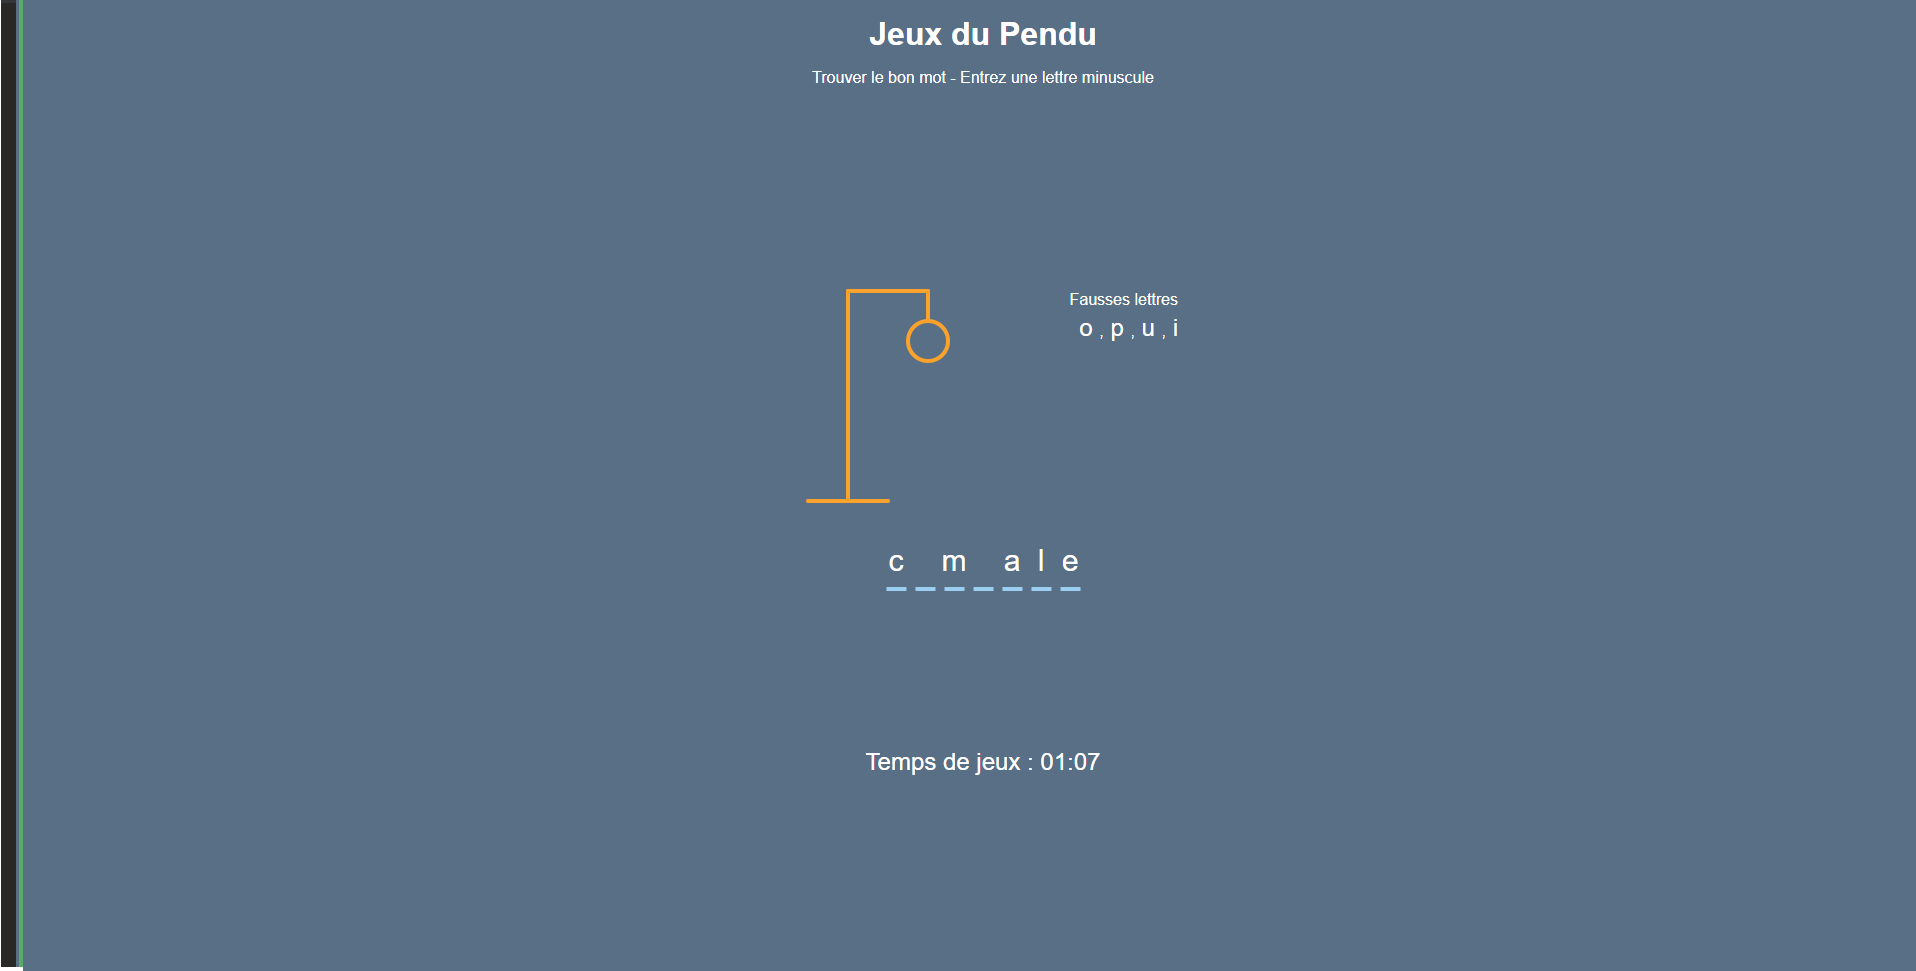 Jeux du Pendu
Trouver le bon mot - Entrez une lettre minuscule
Fausses lettres
o , p , u , i
c m a l e
Temps de jeux : 01:07